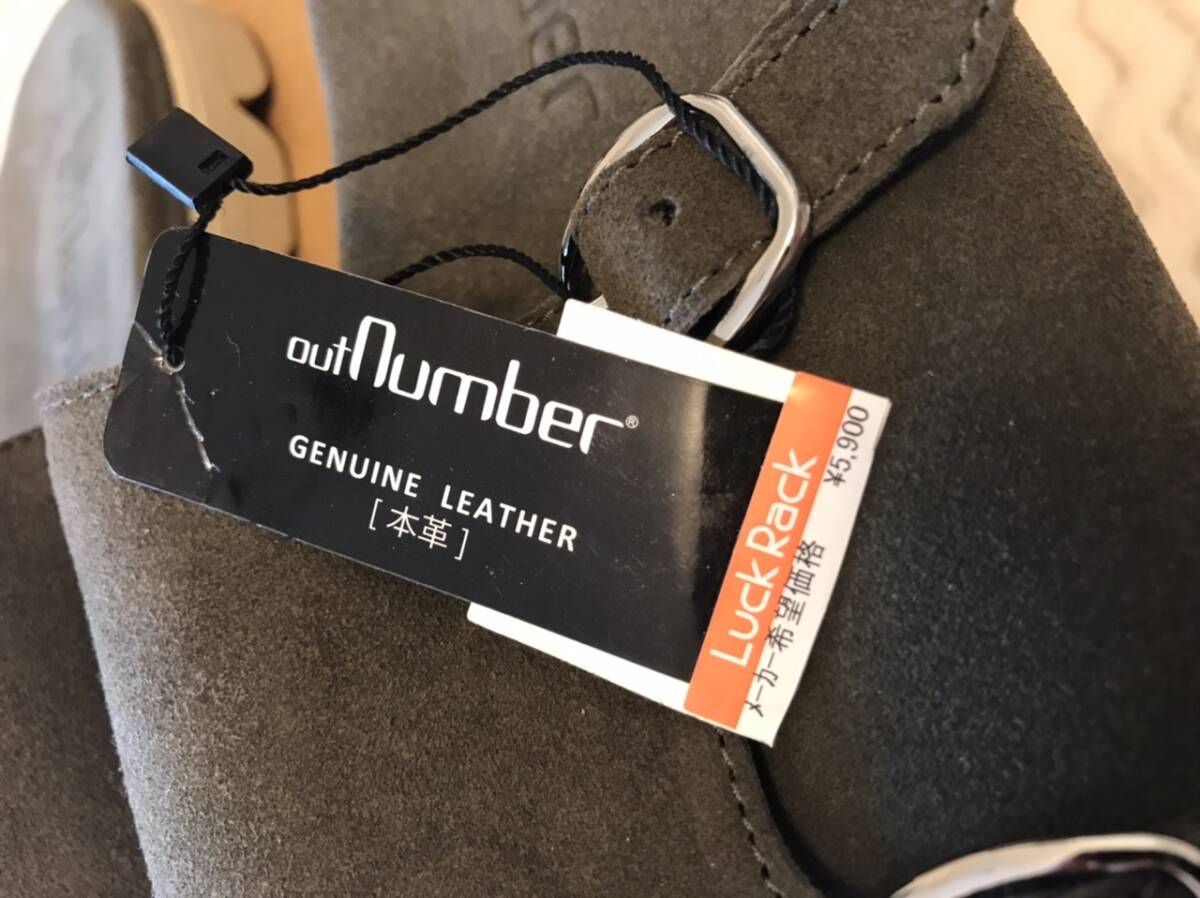 outnumber®
GENUINE LEATHER
[本革]
LuckRack
メーカー希望価格
¥5,900